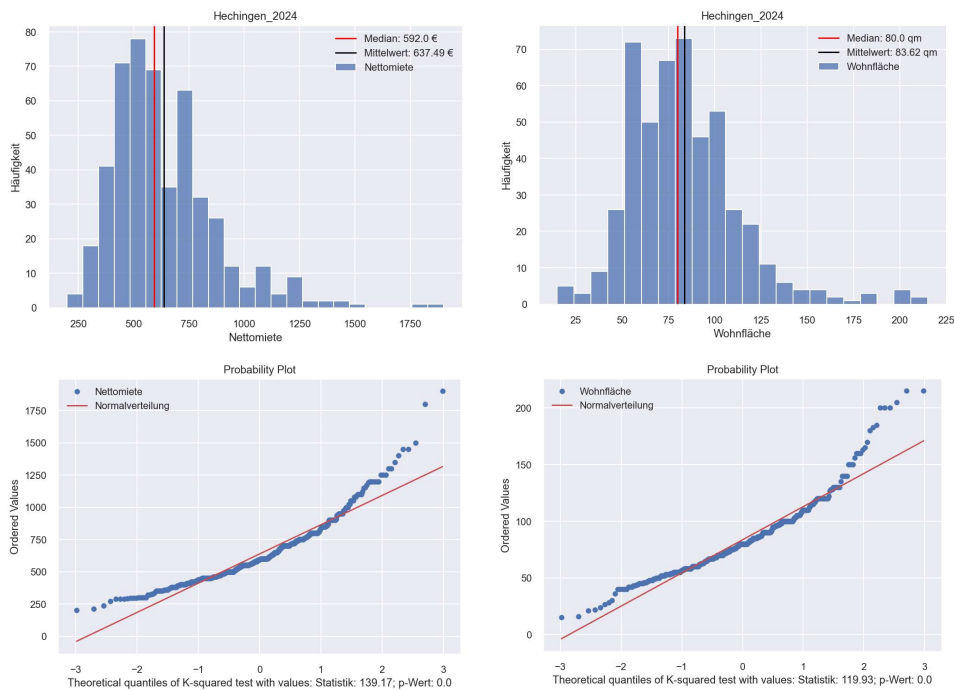 Hechingen_2024
Median: 592.0 €
Mittelwert: 637.49 €
Nettomiete
80
70
60
50
40
30
20
10
0
Häufigkeit
250
500
750
1000
1250
1500
1750
Nettomiete
Hechingen_2024
Median: 80.0 qm
Mittelwert: 83.62 qm
Wohnfläche
70
60
50
40
30
20
10
0
Häufigkeit
25
50
75
100
125
150
175
200
225
Wohnfläche
Probability Plot
Nettomiete
Normalverteilung
1750
1500
1250
1000
750
500
250
0
Ordered Values
−3
−2
−1
0
1
2
3
Theoretical quantiles of K-squared test with values: Statistik: 139.17; p-Wert: 0.0
Probability Plot
Wohnfläche
Normalverteilung
200
150
100
50
0
Ordered Values
−3
−2
−1
0
1
2
3
Theoretical quantiles of K-squared test with values: Statistik: 119.93; p-Wert: 0.0